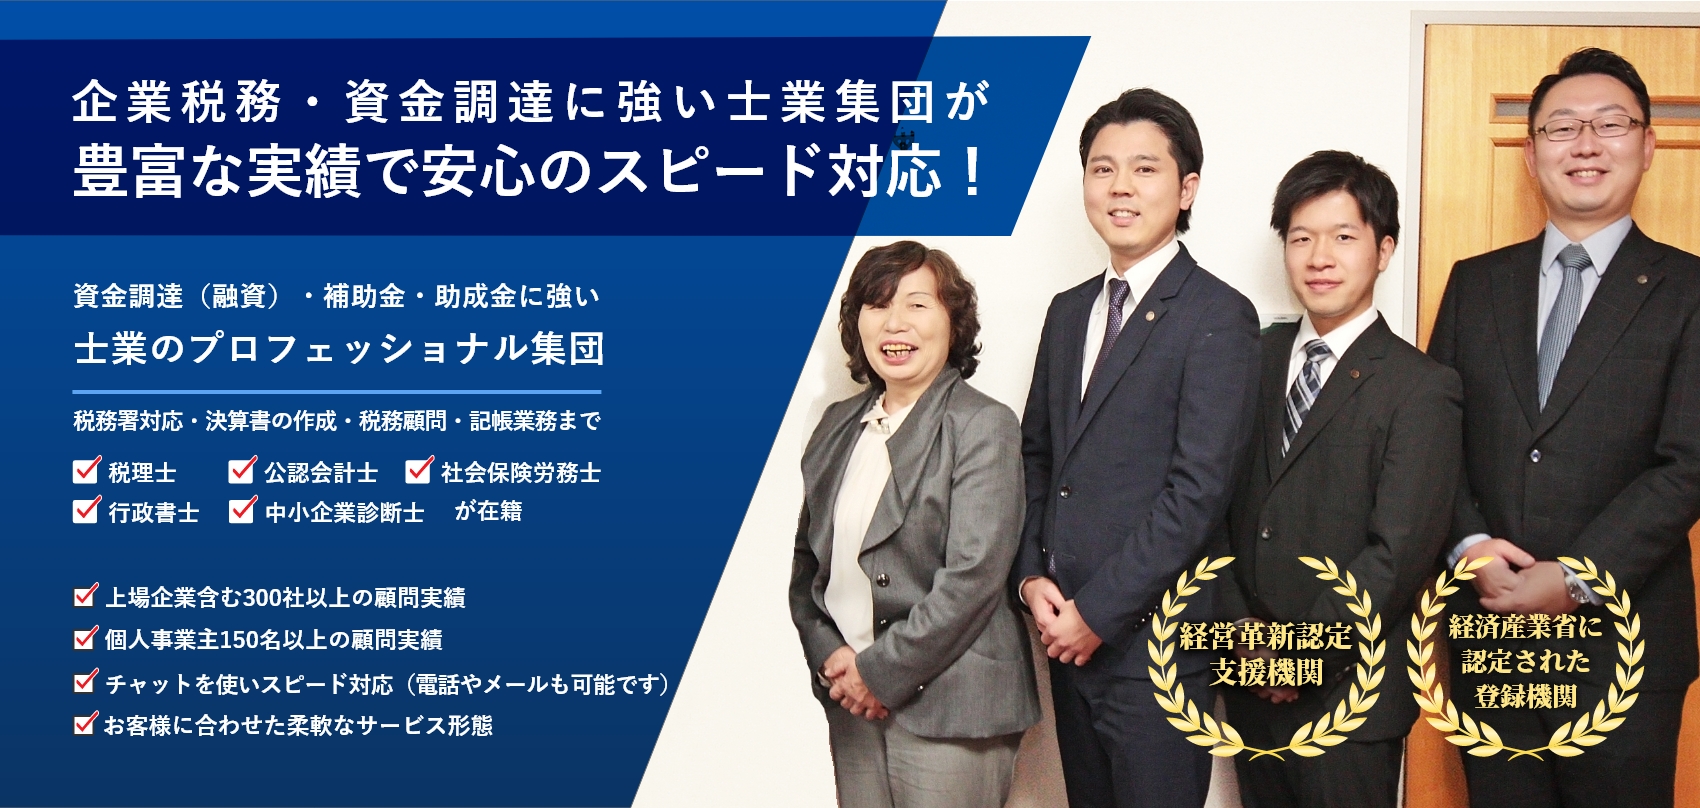 企業税務・資金調達に強い士業集団が
豊富な実績で安心のスピード対応！
資金調達（融資）・補助金・助成金に強い
士業のプロフェッショナル集団
税務署対応・決算書の作成・税務顧問・記帳業務まで
税理士 公認会計士 社会保険労務士
行政書士 中小企業診断士 が在籍
上場企業含む300社以上の顧問実績
個人事業主150名以上の顧問実績
チャットを使いスピード対応（電話やメールも可能です）
お客様に合わせた柔軟なサービス形態
経営革新認定
支援機関
経済産業省に
認定された
登録機関